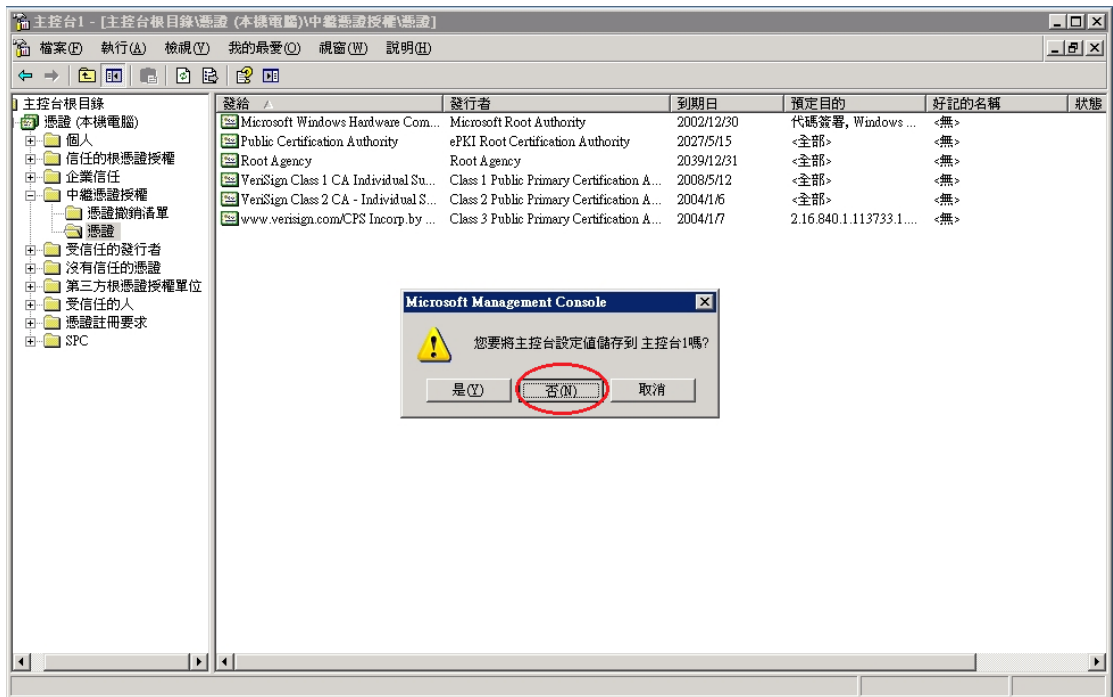 主控台1 - [主控台根目錄\憑證 (本機電腦)\中繼憑證授權\憑證]
檔案(F) 執行(A) 檢視(V) 我的最愛(O) 視窗(W) 說明(H)
主控台根目錄
憑證 (本機電腦)
個人
信任的根憑證授權
企業信任
中繼憑證授權
憑證撤銷清單
憑證
受信任的發行者
沒有信任的憑證
第三方根憑證授權單位
受信任的人
憑證註冊要求
SPC
發給 發行者 到期日 預定目的 好記的名稱 狀態
Microsoft Windows Hardware Com... Microsoft Root Authority 2002/12/30 代碼簽署, Windows ... <無>
Public Certification Authority ePKI Root Certification Authority 2027/5/15 <全部> <無>
Root Agency Root Agency 2039/12/31 <全部> <無>
VeriSign Class 1 CA Individual Su... Class 1 Public Primary Certification A... 2008/5/12 <全部> <無>
VeriSign Class 2 CA - Individual S... Class 2 Public Primary Certification A... 2004/1/6 <全部> <無>
www.verisign.com/CPS Incorp.by ... Class 3 Public Primary Certification A... 2004/1/7 2.16.840.1.113733.1.... <無>
Microsoft Management Console
您要將主控台設定值儲存到 主控台1嗎?
是(Y) 否(N) 取消